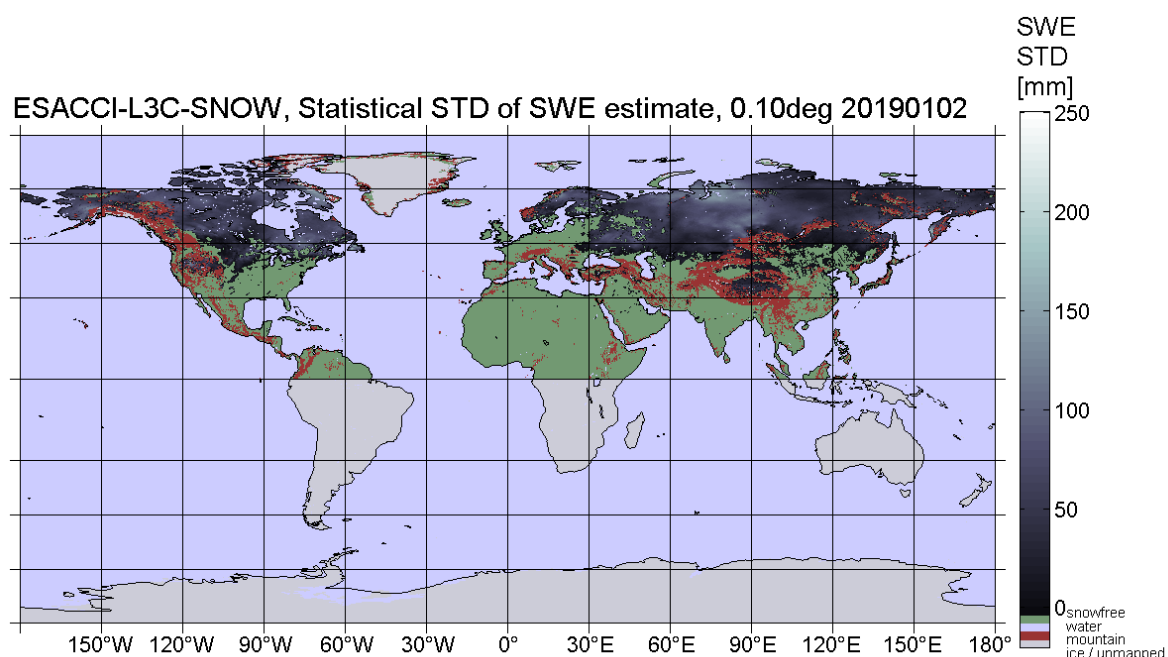 SWE
STD
[mm]
ESACCI-L3C-SNOW, Statistical STD of SWE estimate, 0.10deg 20190102
250
200
150
100
50
0
snowfree
water
mountain
ice / unmapped
150°W 120°W 90°W 60°W 30°W 0° 30°E 60°E 90°E 120°E 150°E 180°